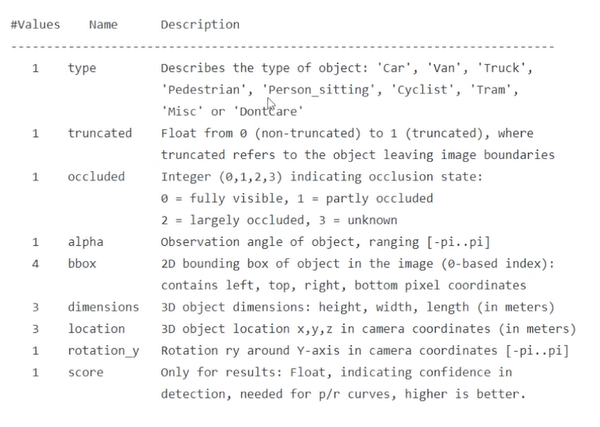 #Values    Name      Description
----------------------------------------------------------------------------
1    type         Describes the type of object: 'Car', 'Van', 'Truck',
'Pedestrian', 'Person_sitting', 'Cyclist', 'Tram',
'Misc' or 'DontCare'
1    truncated    Float from 0 (non-truncated) to 1 (truncated), where
truncated refers to the object leaving image boundaries
1    occluded     Integer (0,1,2,3) indicating occlusion state:
0 = fully visible, 1 = partly occluded
2 = largely occluded, 3 = unknown
1    alpha        Observation angle of object, ranging [-pi..pi]
4    bbox         2D bounding box of object in the image (0-based index):
contains left, top, right, bottom pixel coordinates
3    dimensions   3D object dimensions: height, width, length (in meters)
3    location     3D object location x,y,z in camera coordinates (in meters)
1    rotation_y   Rotation ry around Y-axis in camera coordinates [-pi..pi]
1    score        Only for results: Float, indicating confidence in
detection, needed for p/r curves, higher is better.